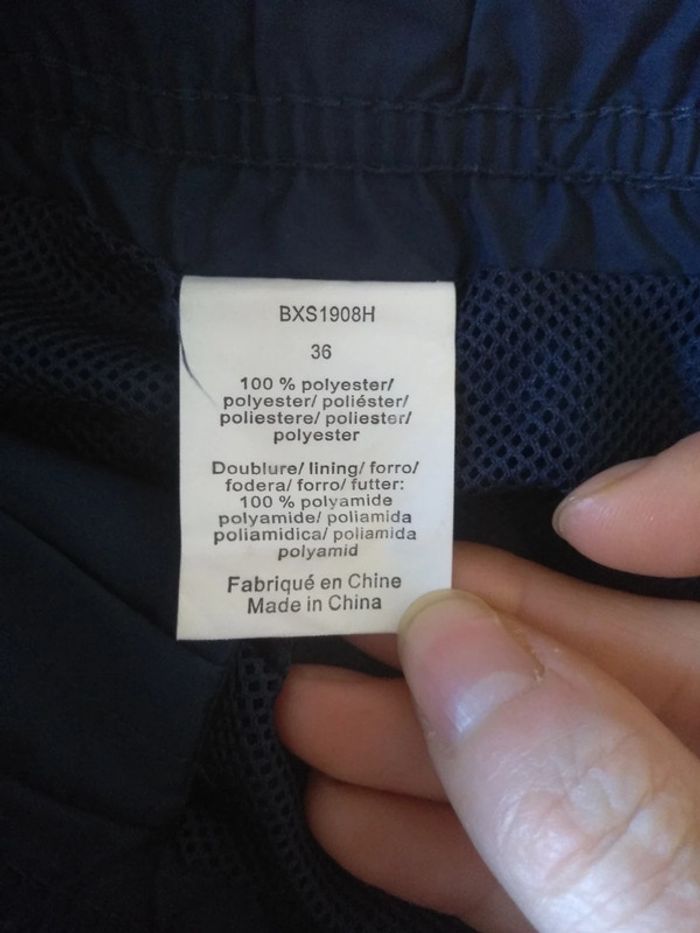 BXS1908H
36
100 % polyester/
polyester/ poliéster/
poliestere/ poliester/
polyester
Doublure/ lining/ forro/
fodera/ forro/ futter:
100 % polyamide
polyamide/ poliamida
poliamidica/ poliamida
polyamid
Fabriqué en Chine
Made in China